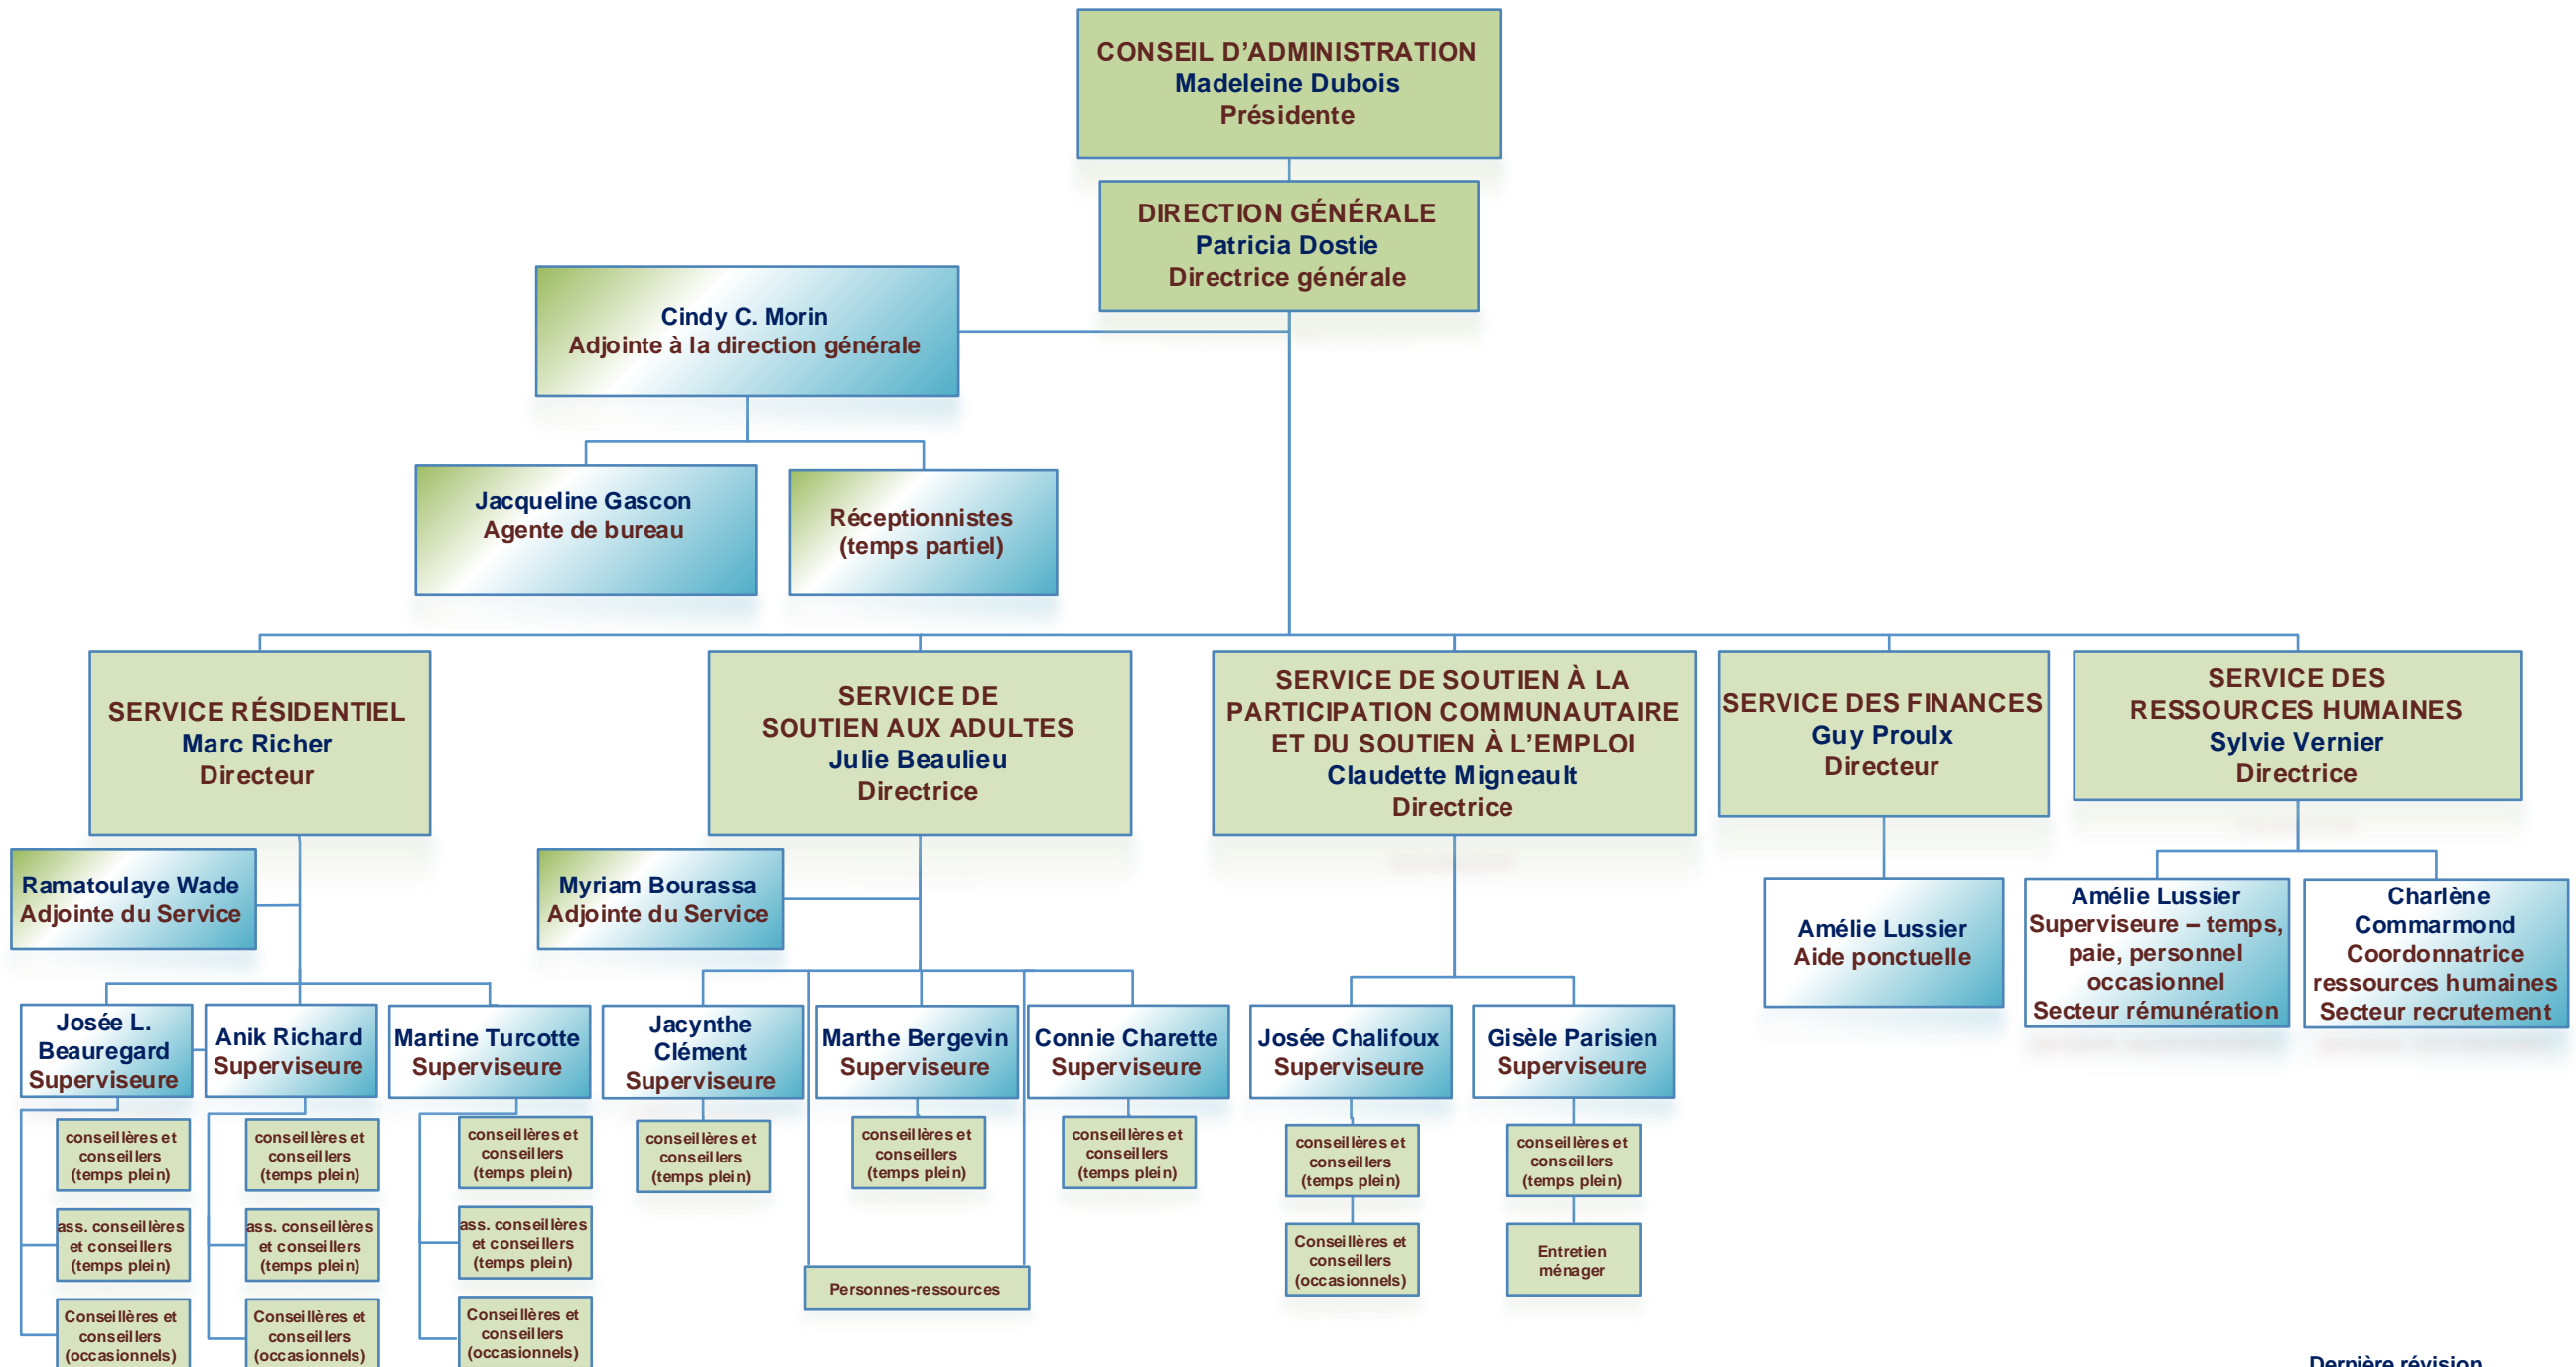 CONSEIL D’ADMINISTRATION
Madeleine Dubois
Présidente
DIRECTION GÉNÉRALE
Patricia Dostie
Directrice générale
Cindy C. Morin
Adjointe à la direction générale
Jacqueline Gascon
Agente de bureau
Réceptionnistes
(temps partiel)
SERVICE RÉSIDENTIEL
Marc Richer
Directeur
SERVICE DE
SOUTIEN AUX ADULTES
Julie Beaulieu
Directrice
SERVICE DE SOUTIEN À LA
PARTICIPATION COMMUNAUTAIRE
ET DU SOUTIEN À L’EMPLOI
Claudette Migneault
Directrice
SERVICE DES FINANCES
Guy Proulx
Directeur
SERVICE DES
RESSOURCES HUMAINES
Sylvie Vernier
Directrice
Ramatoulaye Wade
Adjointe du Service
Myriam Bourassa
Adjointe du Service
Amélie Lussier
Aide ponctuelle
Amélie Lussier
Superviseure – temps,
paie, personnel
occasionnel
Secteur rémunération
Charlène
Commarmond
Coordonnatrice
ressources humaines
Secteur recrutement
Josée L.
Beauregard
Superviseure
Anik Richard
Superviseure
Martine Turcotte
Superviseure
Jacynthe
Clément
Superviseure
Marthe Bergevin
Superviseure
Connie Charette
Superviseure
Josée Chalifoux
Superviseure
Gisèle Parisien
Superviseure
conseillères et
conseillers
(temps plein)
conseillères et
conseillers
(temps plein)
conseillères et
conseillers
(temps plein)
conseillères et
conseillers
(temps plein)
conseillères et
conseillers
(temps plein)
conseillères et
conseillers
(temps plein)
conseillères et
conseillers
(temps plein)
conseillères et
conseillers
(temps plein)
ass. conseillères
et conseillers
(temps plein)
ass. conseillères
et conseillers
(temps plein)
ass. conseillères
et conseillers
(temps plein)
Conseillères et
conseillers
(occasionnels)
Entretien
ménager
Personnes-ressources
Conseillères et
conseillers
(occasionnels)
Conseillères et
conseillers
(occasionnels)
Conseillères et
conseillers
(occasionnels)
Dernière révision